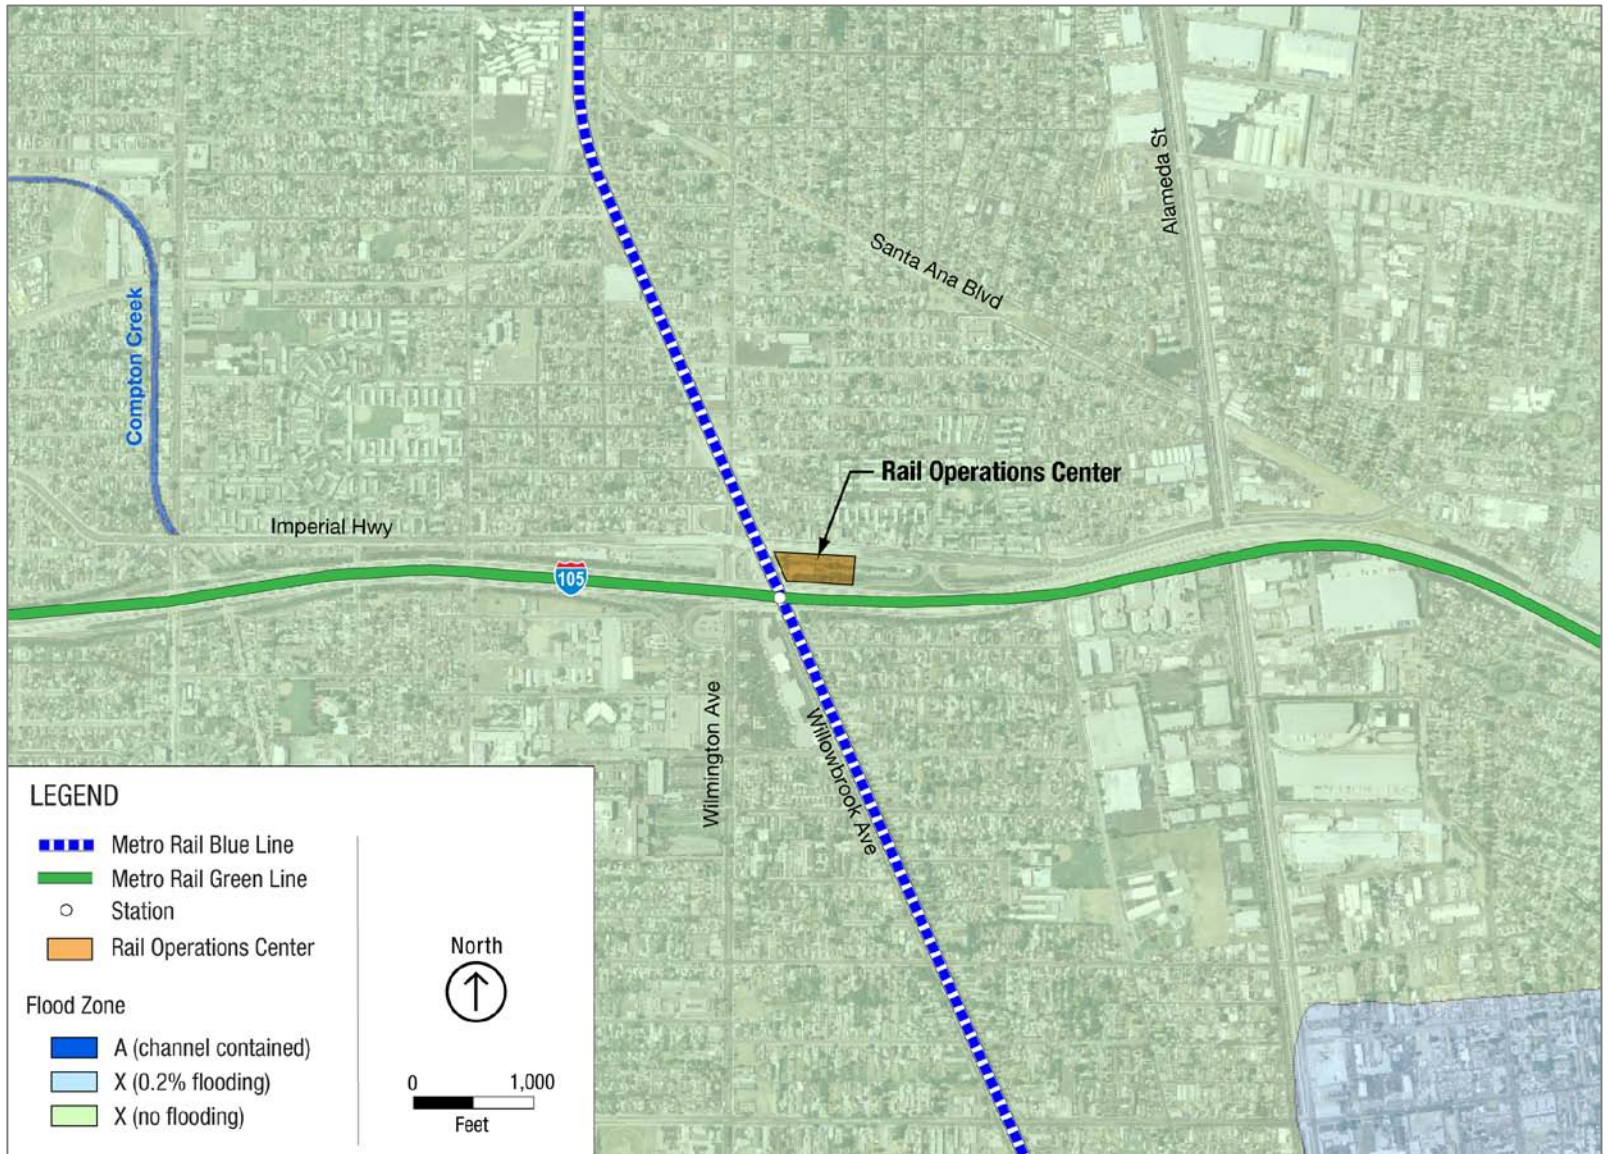 Alameda St
Santa Ana Blvd
Compton Creek
Rail Operations Center
Imperial Hwy
105
Wilmington Ave
Willowbrook Ave
LEGEND
Metro Rail Blue Line
Metro Rail Green Line
Station
Rail Operations Center
Flood Zone
A (channel contained)
X (0.2% flooding)
X (no flooding)
North
0 1,000
Feet